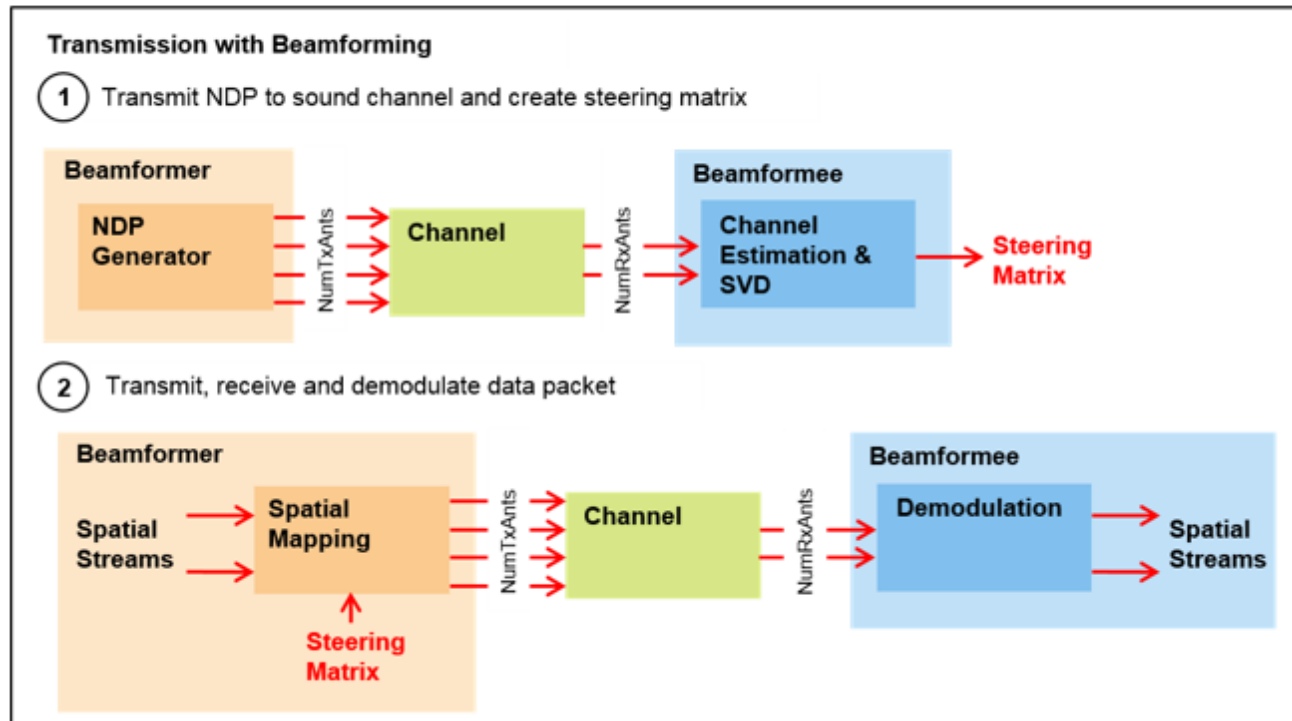 Transmission with Beamforming
1 Transmit NDP to sound channel and create steering matrix
Beamformer
NDP
Generator
NumTxAnts
Channel
NumRxAnts
Beamformee
Channel
Estimation &
SVD
Steering
Matrix
2 Transmit, receive and demodulate data packet
Beamformer
Spatial
Streams
Spatial
Mapping
Steering
Matrix
NumTxAnts
Channel
NumRxAnts
Beamformee
Demodulation
Spatial
Streams